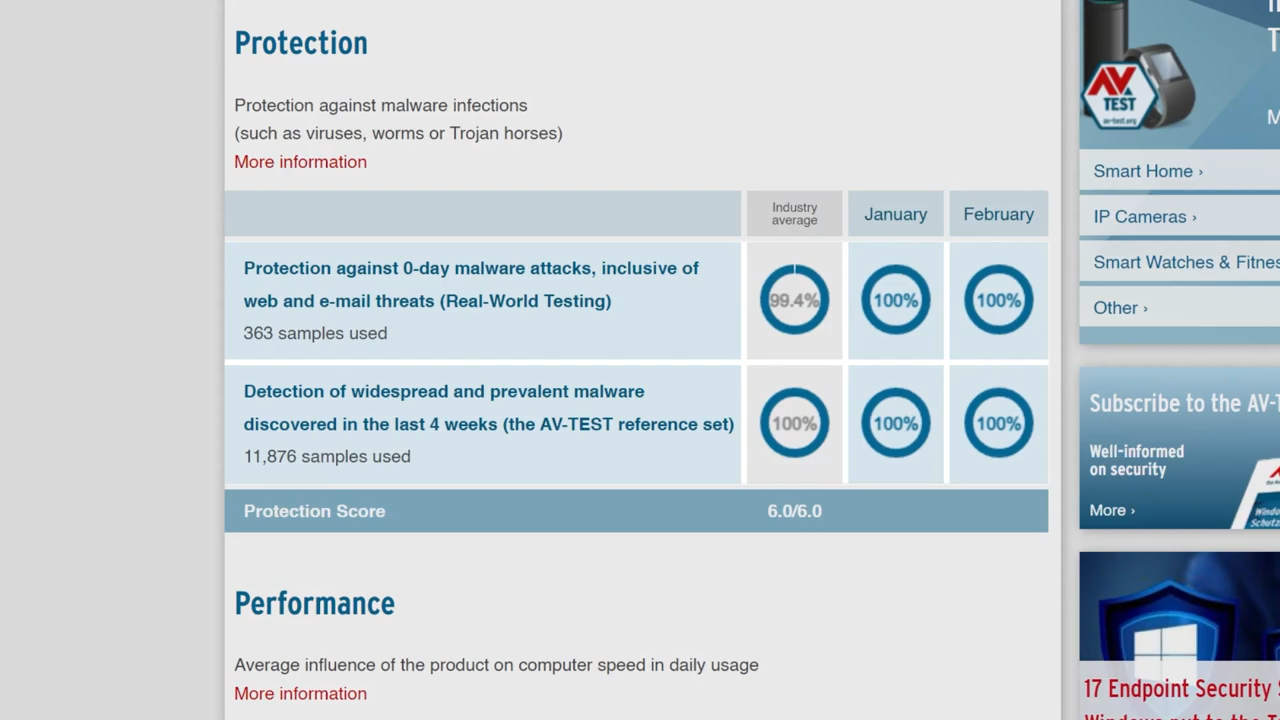 Protection
Protection against malware infections
(such as viruses, worms or Trojan horses)
More information
Industry
average
January
February
Protection against 0-day malware attacks, inclusive of
web and e-mail threats (Real-World Testing)
363 samples used
99.4%
100%
100%
Detection of widespread and prevalent malware
discovered in the last 4 weeks (the AV-TEST reference set)
11,876 samples used
100%
100%
100%
Protection Score
6.0/6.0
Performance
Average influence of the product on computer speed in daily usage
More information
AV
TEST
av-test.org
Smart Home ›
IP Cameras ›
Smart Watches & Fitnes
Other ›
Subscribe to the AV-T
Well-informed
on security
More ›
17 Endpoint Security